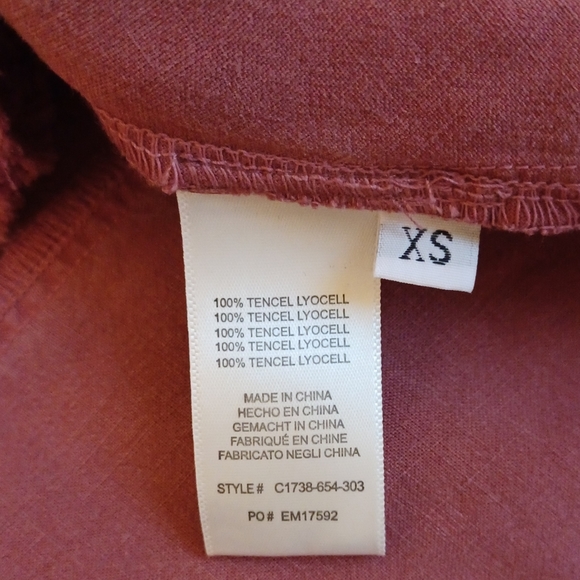 XS
100% TENCEL LYOCELL
100% TENCEL LYOCELL
100% TENCEL LYOCELL
100% TENCEL LYOCELL
100% TENCEL LYOCELL
MADE IN CHINA
HECHO EN CHINA
GEMACHT IN CHINA
FABRIQUÉ EN CHINE
FABRICATO NEGLI CHINA
STYLE# C1738-654-303
PO# EM17592